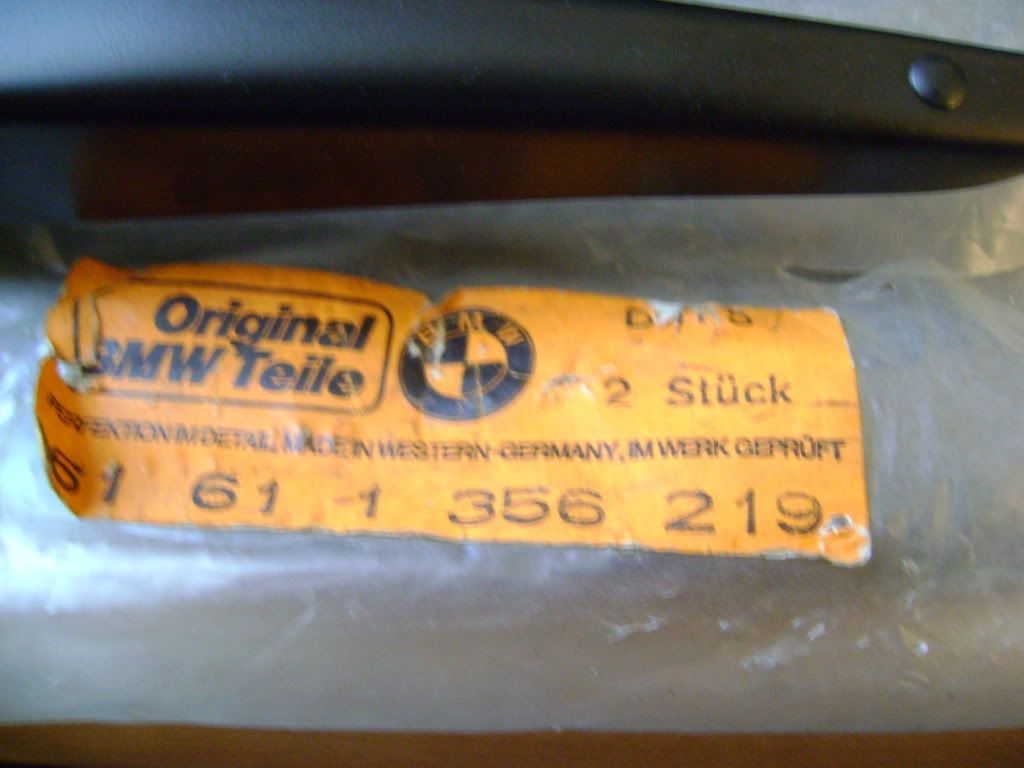 Original
BMW Teile
2 Stück
PERFEKTION IM DETAIL, MADE IN WESTERN-GERMANY, IM WERK GEPRÜFT
01 61 1 356 219